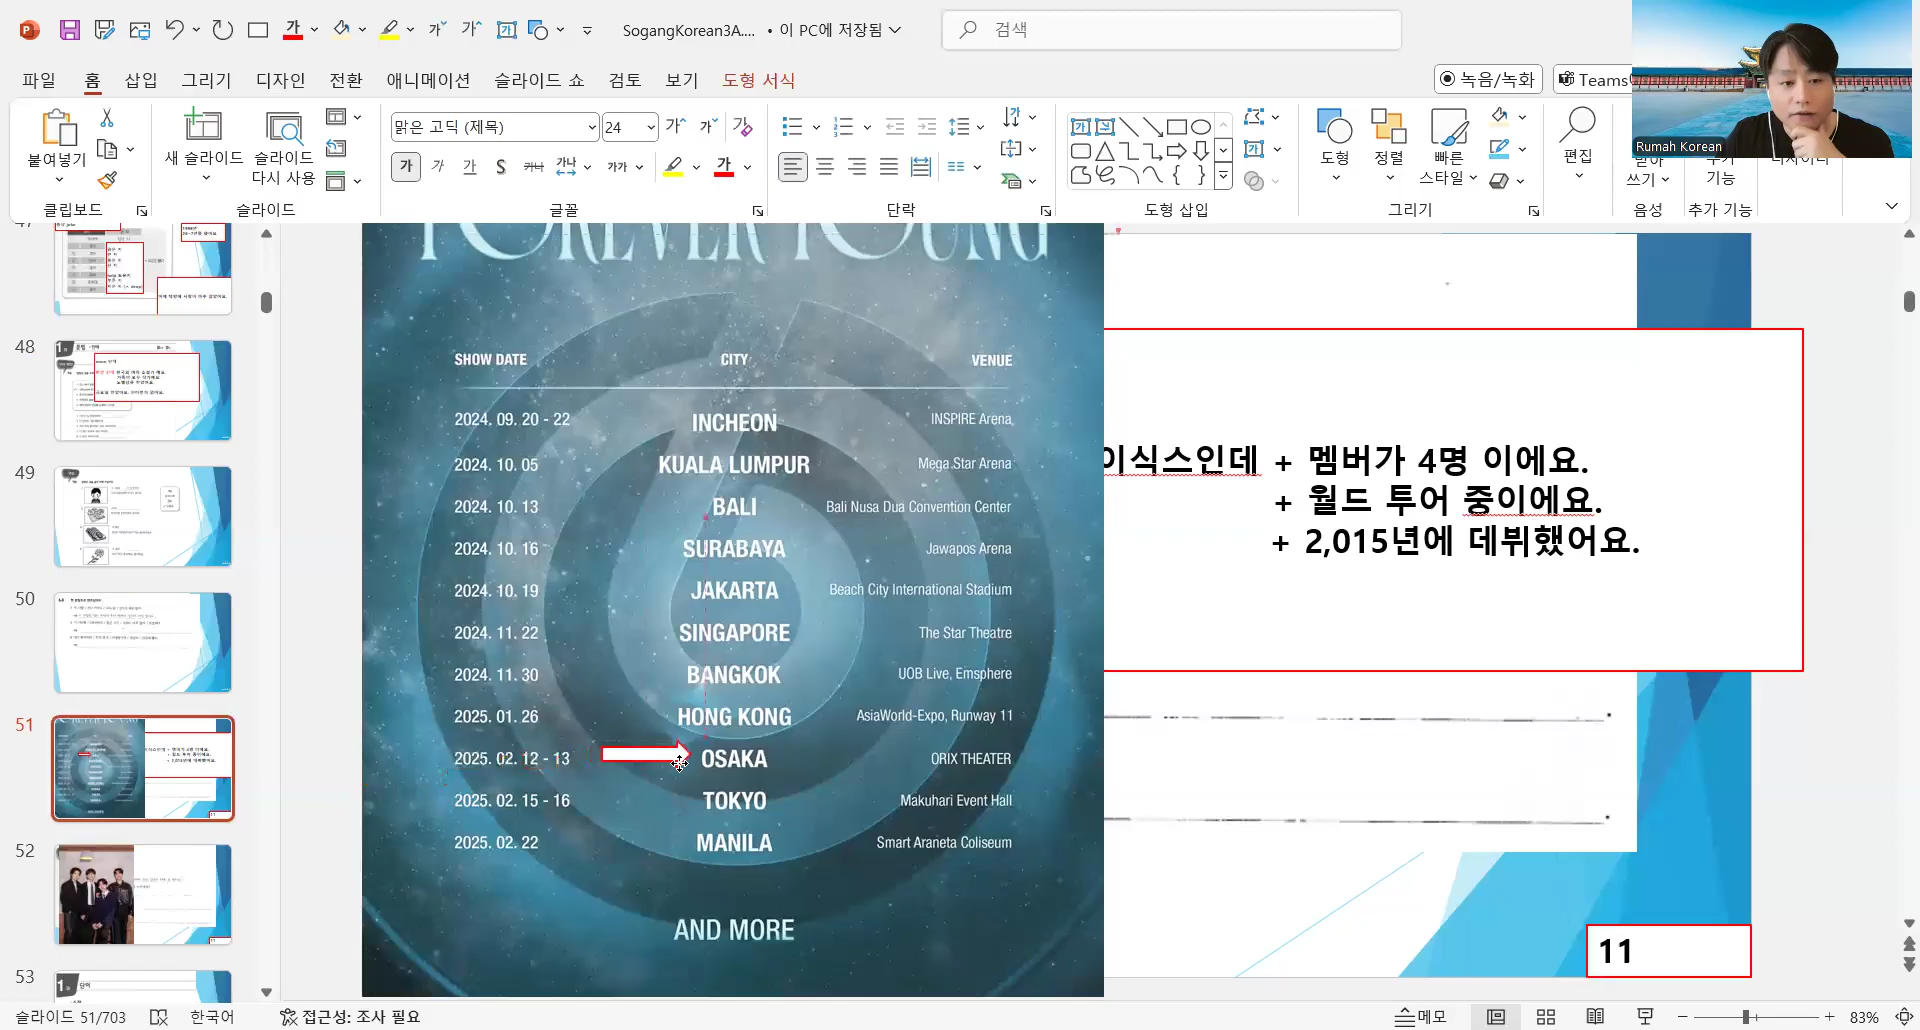 SogangKorean3A.... • 이 PC에 저장됨
검색
파일 홈 삽입 그리기 디자인 전환 애니메이션 슬라이드 쇼 검토 보기 도형 서식
녹음/녹화 Teams
붙여넣기
새 슬라이드
슬라이드 다시 사용
맑은 고딕 (제목) 24
도형 정렬 빠른 스타일
편집
쓰기
기능
클립보드 슬라이드 글꼴 단락 도형 삽입 그리기 음성 추가 기능
Rumah Korean
48
49
50
51
52
53
FOREVER YOUNG
SHOW DATE CITY VENUE
2024. 09. 20 - 22 INCHEON INSPIRE Arena
2024. 10. 05 KUALA LUMPUR Mega Star Arena
2024. 10. 13 BALI Bali Nusa Dua Convention Center
2024. 10. 16 SURABAYA Jawapos Arena
2024. 10. 19 JAKARTA Beach City International Stadium
2024. 11. 22 SINGAPORE The Star Theatre
2024. 11. 30 BANGKOK UOB Live, Emsphere
2025. 01. 26 HONG KONG AsiaWorld-Expo, Runway 11
2025. 02. 12 - 13 OSAKA ORIX THEATER
2025. 02. 15 - 16 TOKYO Makuhari Event Hall
2025. 02. 22 MANILA Smart Araneta Coliseum
AND MORE
이식스인데 + 멤버가 4명 이에요.
+ 월드 투어 중이에요.
+ 2,015년에 데뷔했어요.
11
슬라이드 51/703 한국어 접근성: 조사 필요
메모 83%